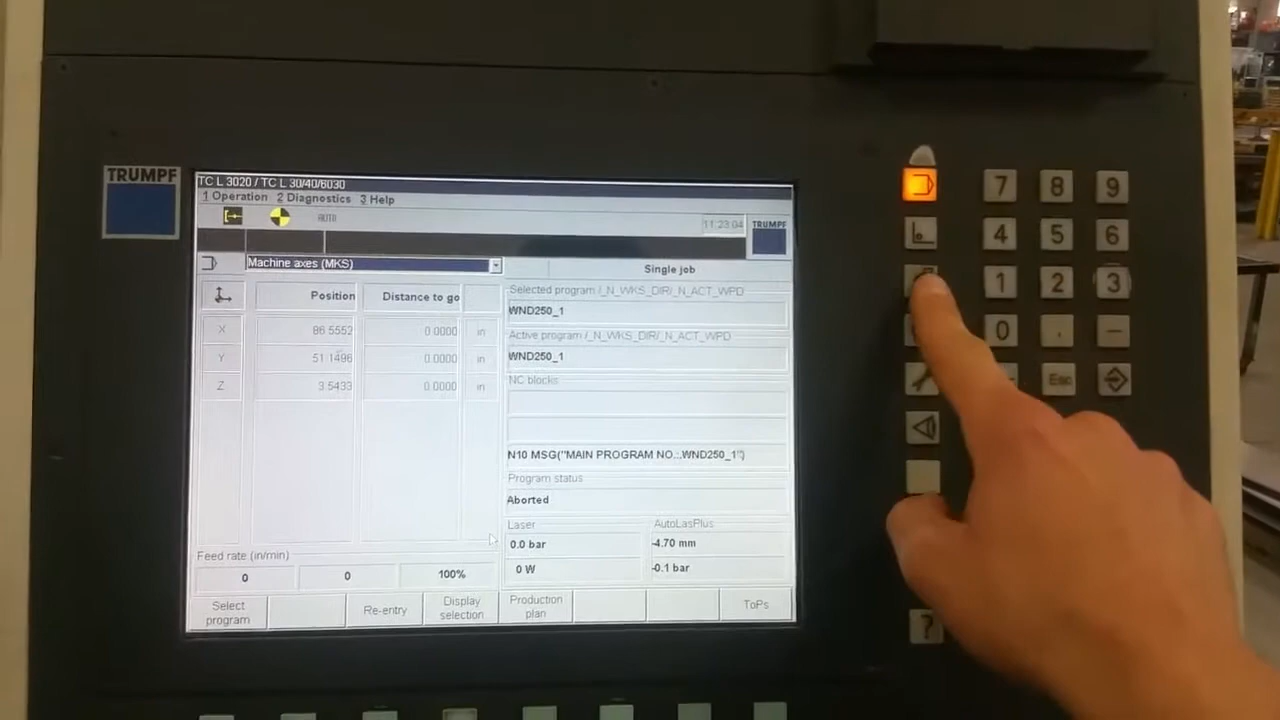 TRUMPF
TC L 3020 / TC L 30/40/6030
1 Operation 2 Diagnostics 3 Help
AUTO
11:23:04
TRUMPF
Machine axes (MKS)
Single job
Position Distance to go
X 86.5552 0.0000 in
Y 51.1496 0.0000 in
Z 3.5433 0.0000 in
Selected program /_N_WKS_DIR/_N_ACT_WPD
WND250_1
Active program /_N_WKS_DIR/_N_ACT_WPD
WND250_1
NC blocks
N10 MSG("MAIN PROGRAM NO.:,WND250_1")
Program status
Aborted
Laser
0.0 bar
0 W
AutoLasPlus
-4.70 mm
-0.1 bar
Feed rate (in/min)
0 0 100%
Select program
Re-entry
Display selection
Production plan
ToPs
7 8 9
4 5 6
1 2 3
0 . —
Esc
?